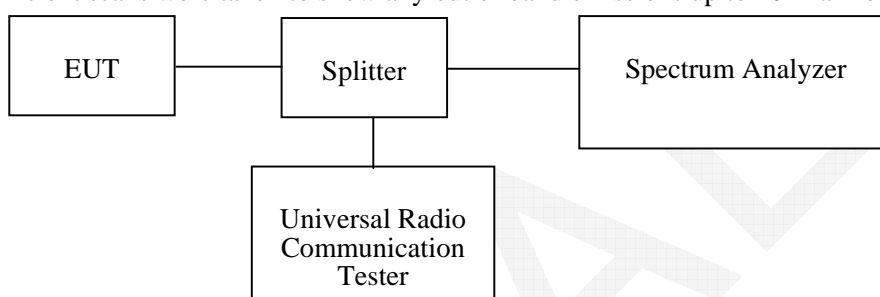 EUT
Splitter
Spectrum Analyzer
Universal Radio
Communication
Tester